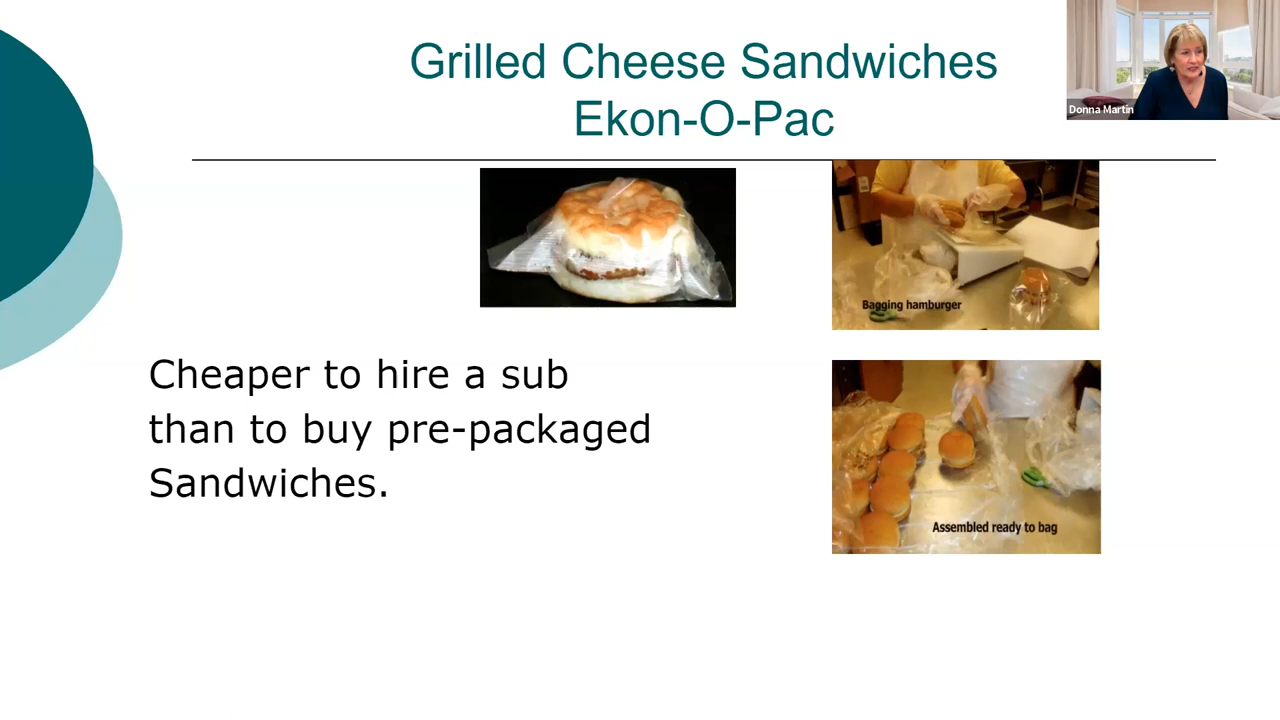 Grilled Cheese Sandwiches
Ekon-O-Pac
Donna Martin
Bagging hamburger
Cheaper to hire a sub
than to buy pre-packaged
Sandwiches.
Assembled ready to bag